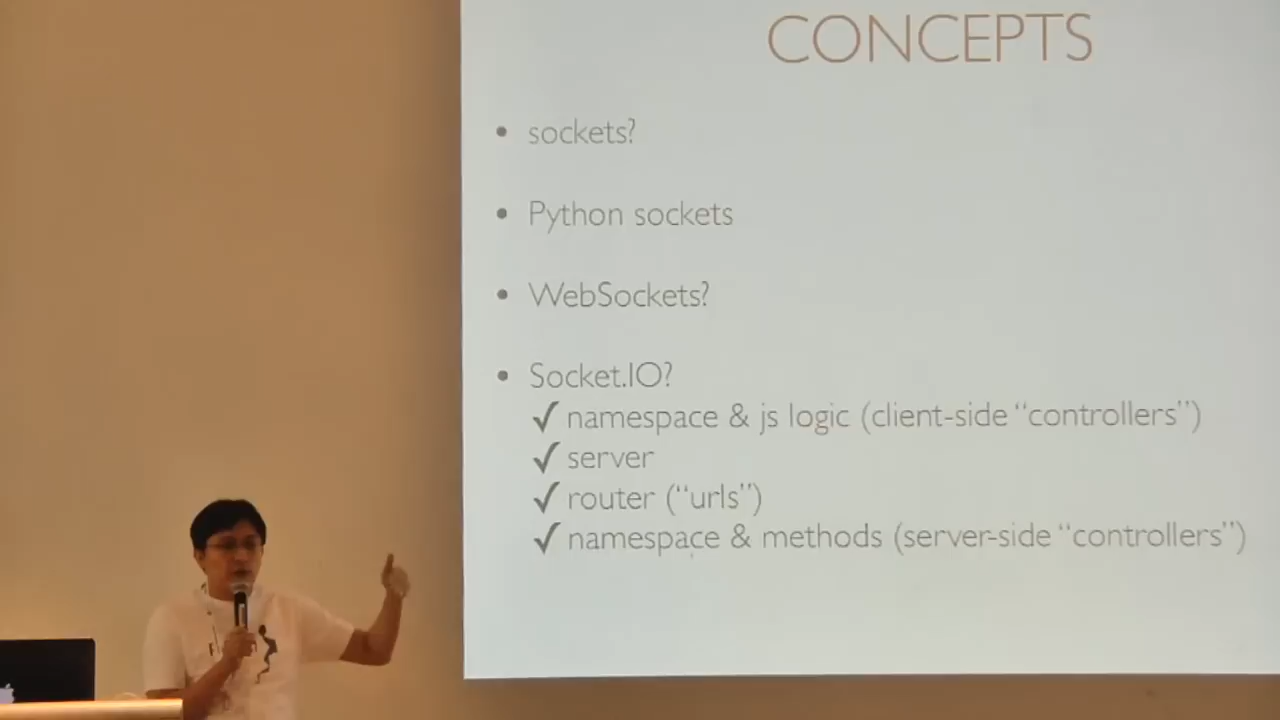 CONCEPTS
• sockets?
• Python sockets
• WebSockets?
• Socket.IO?
✓ namespace & js logic (client-side “controllers”)
✓ server
✓ router (“urls”)
✓ namespace & methods (server-side “controllers”)